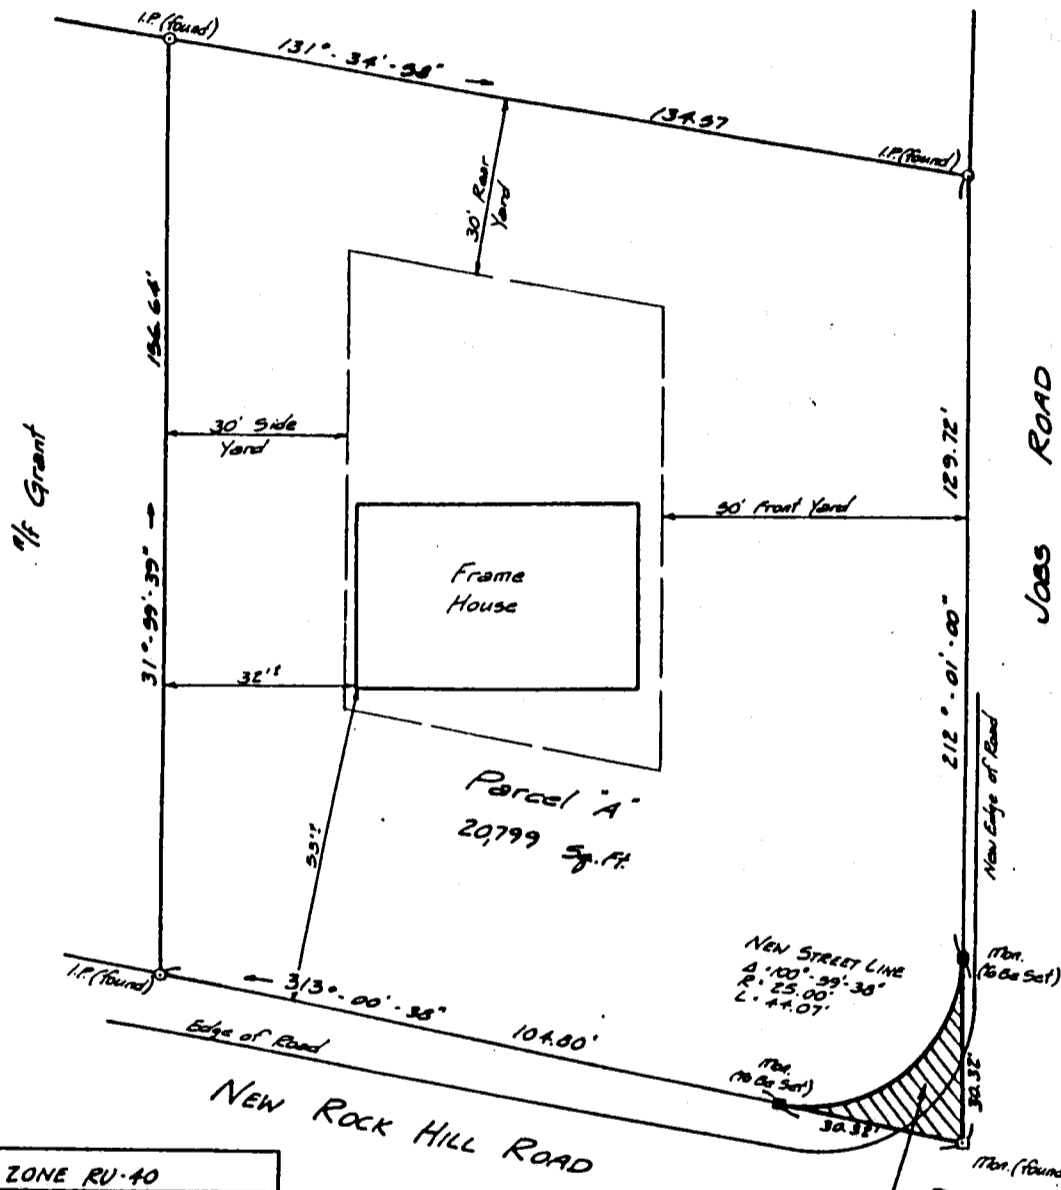 I.P. (found)
131°-34'-58" →
134.57
I.P. (found)
30' Rear
Yard
156.64'
30' Side
Yard
n/f Grant
31°-59'-39" →
50' Front Yard
129.72'
JOBS ROAD
Frame
House
32'±
212°-01'-00"
New Edge of Road
Parcel "A"
20,799 Sq. Ft.
55'±
NEW STREET LINE
Δ=100°-59'-38"
R=25.00'
L=44.07'
Mon.
(To Be Set)
I.P. (found)
← 313°-00'-38"
104.80'
Mon.
(To Be Set)
Edge of Road
30.32'
30.32'
NEW ROCK HILL ROAD
Mon. (found
ZONE RU-40